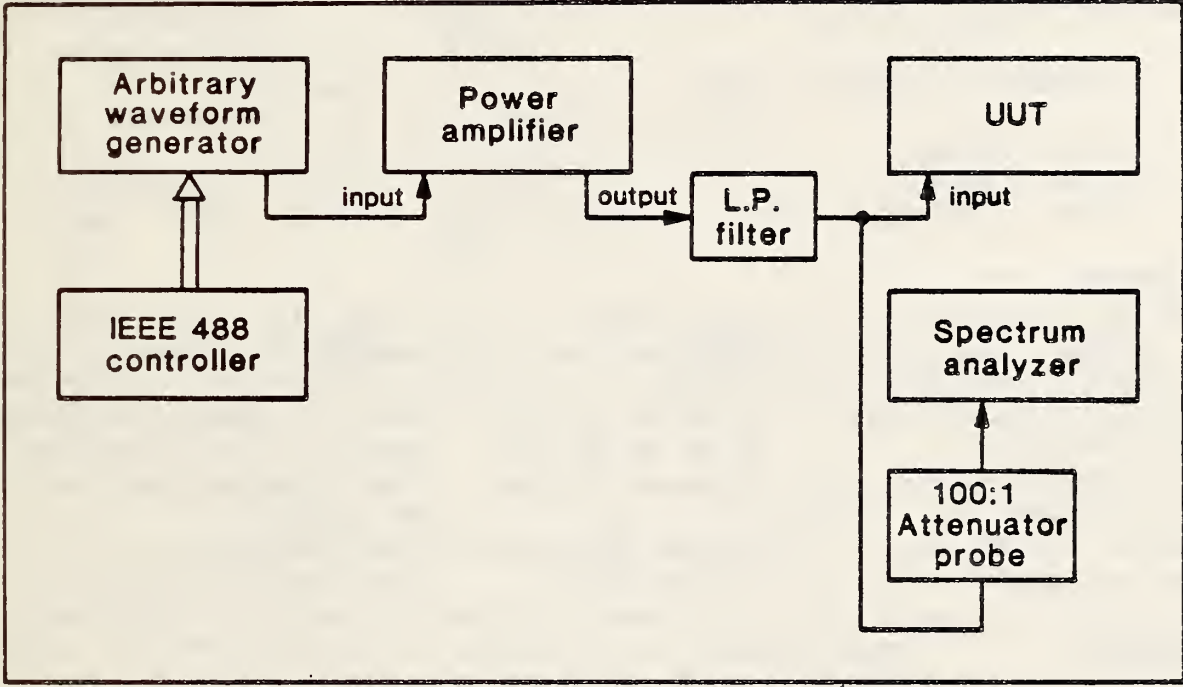 Arbitrary
waveform
generator
Power
amplifier
UUT
input
output
L.P.
filter
input
IEEE 488
controller
Spectrum
analyzer
100:1
Attenuator
probe